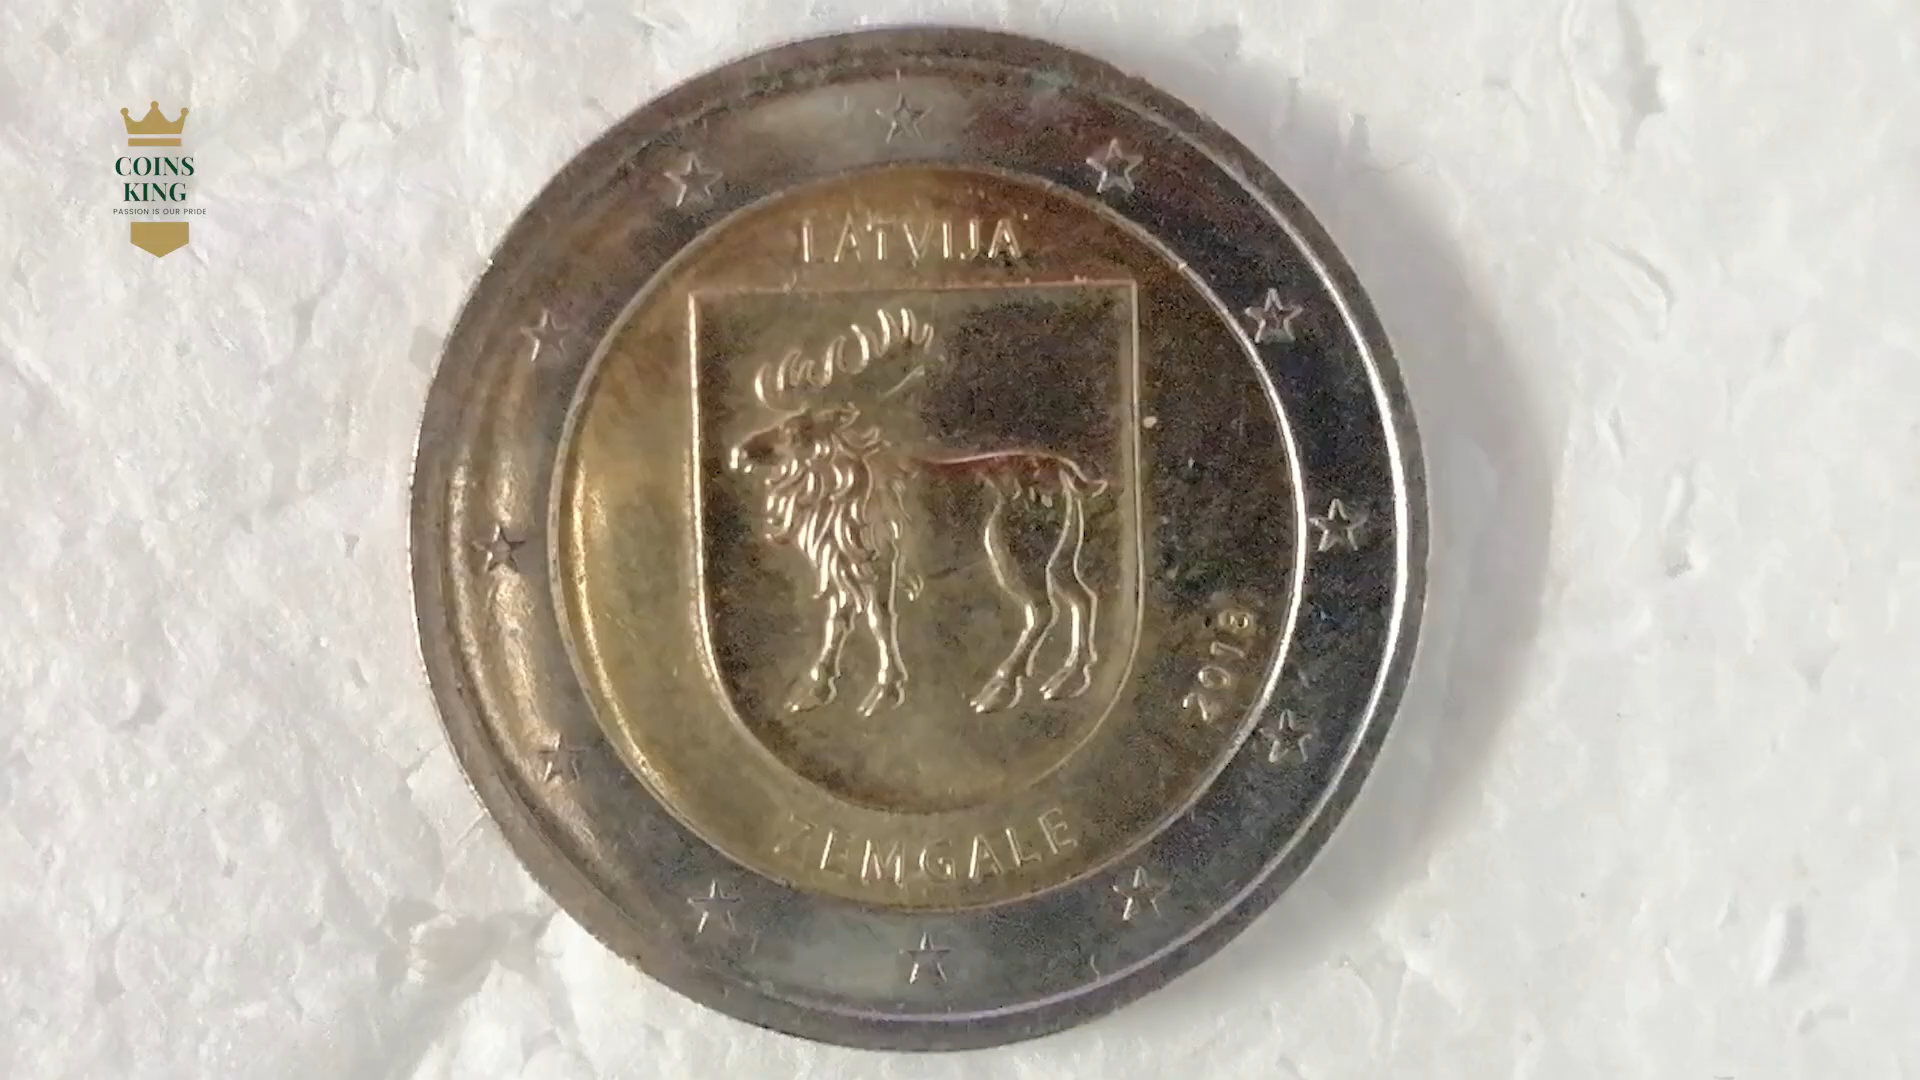 COINS
KING
PASSION IS OUR PRIDE
LATVIJA
2018
ZEMGALE